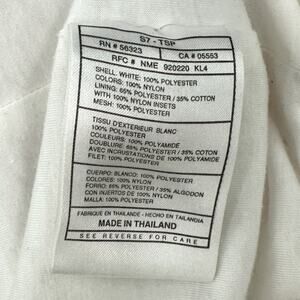 S7 - TSP
RN # 56323 CA # 05553
RFC # NME 920220 KL4
SHELL WHITE: 100% POLYESTER
COLORS: 100% NYLON
LINING: 65% POLYESTER / 35% COTTON
WITH NYLON INSETS
MESH: 100% POLYESTER
TISSU D'EXTERIEUR BLANC
100% POLYESTER
COULEURS: 100% POLYAMIDE
DOUBLURE: 65% POLYESTER / 35% COTON
AVEC INCRUSTATIONS DE 100% POLYAMIDE
FILET: 100% POLYESTER
CUERPO: BLANCO: 100% POLYESTER
COLORES: 100% NYLON
FORRO: 65% POLYESTER / 35% ALGODON
CON INSERTOS DE NYLON
MALLA: 100% POLYESTER
FABRIQUE EN THAILANDE - HECHO EN TAILANDIA
MADE IN THAILAND
SEE REVERSE FOR CARE